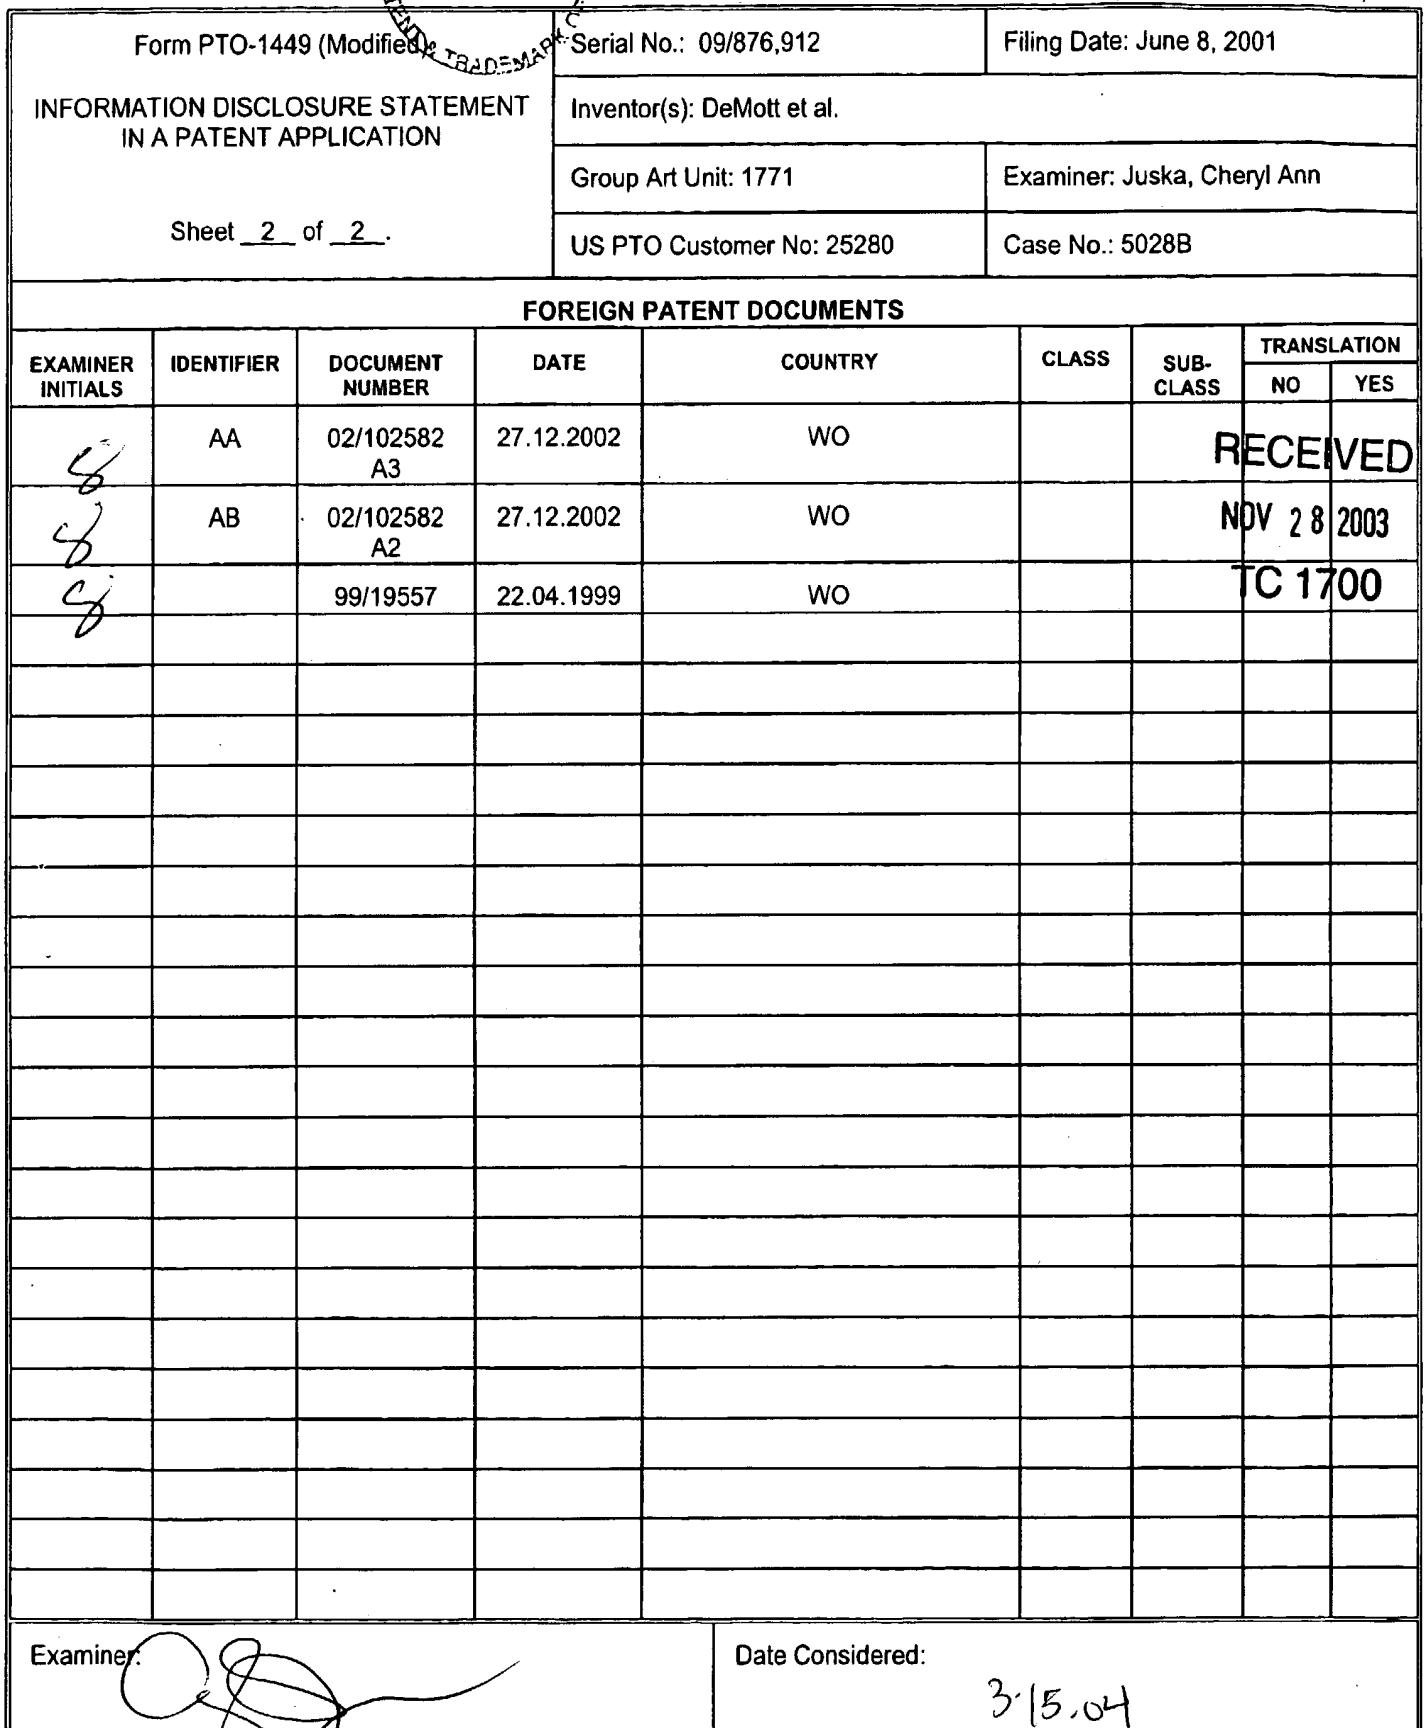 Form PTO-1449 (Modified)
& TRADEMARK
INFORMATION DISCLOSURE STATEMENT
IN A PATENT APPLICATION
Sheet 2 of 2.
Serial No.: 09/876,912
Filing Date: June 8, 2001
Inventor(s): DeMott et al.
Group Art Unit: 1771
Examiner: Juska, Cheryl Ann
US PTO Customer No: 25280
Case No.: 5028B
FOREIGN PATENT DOCUMENTS
EXAMINER
INITIALS
IDENTIFIER
DOCUMENT
NUMBER
DATE
COUNTRY
CLASS
SUB-
CLASS
TRANSLATION
NO YES
AA 02/102582 27.12.2002 WO
A3
RECEIVED
AB 02/102582 27.12.2002 WO
A2
NOV 28 2003
99/19557 22.04.1999 WO
TC 1700
Examiner:
Date Considered:
3.15.04